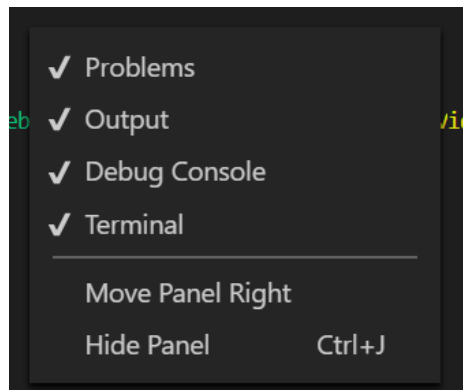 Problems
Output
Debug Console
Terminal
Move Panel Right
Hide Panel Ctrl+J